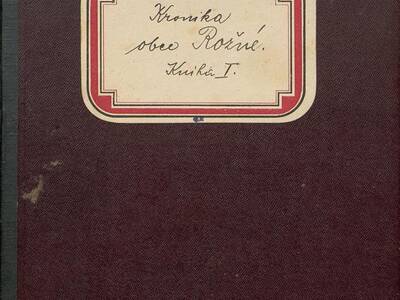 Kronika
obce Rožné.
Kniha I.